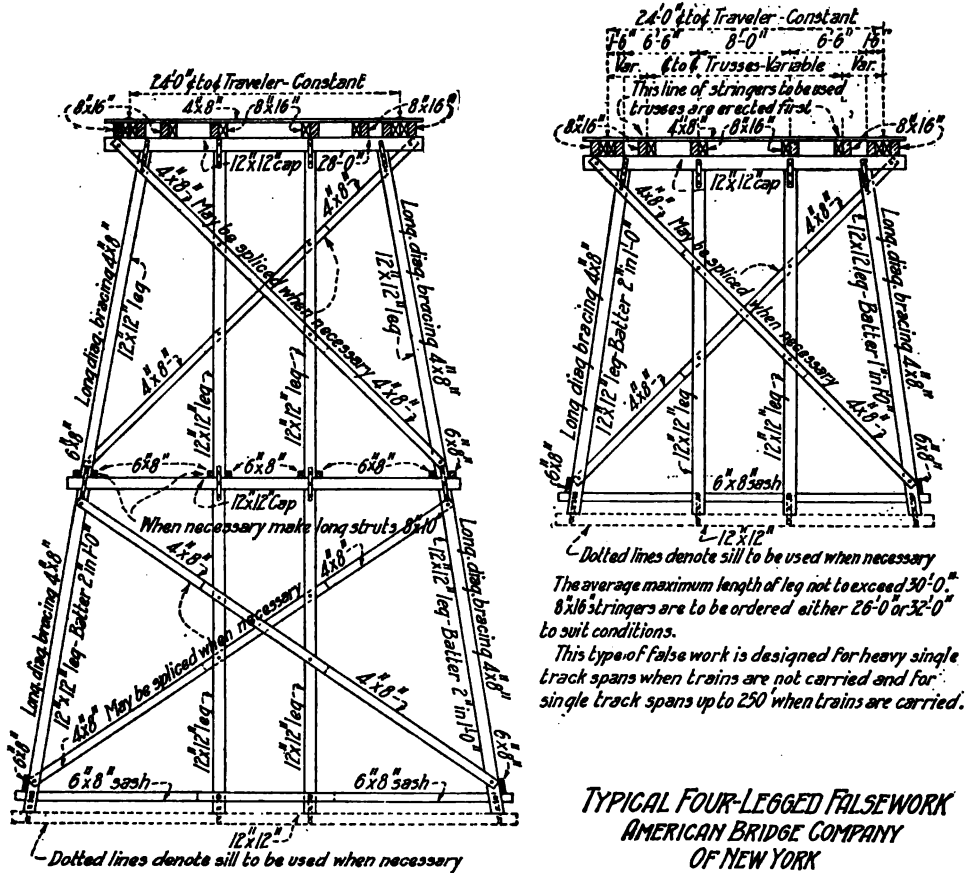 24'-0" ¢ to ¢ Traveler-Constant
8"x16"
4"x8"
8"x16"
8"x16"
12"x12" cap
28'-0"
4"x8"
May be spliced when necessary
4"x8"
4"x8"
4"x8"
Long. diag. bracing 4"x8"
12"x12" leg
12"x12" leg
12"x12" leg
12"x12" leg
Long. diag. bracing 4"x8"
6"x8"
6"x8"
6"x8"
6"x8"
6"x8"
12"x12" Cap
When necessary make long struts 8"x10"
4"x8"
4"x8"
4"x8"
May be spliced when necessary
4"x8"
Long. diag. bracing 4"x8"
12"x12" leg-Batter 2" in 1'-0"
12"x12" leg
12"x12" leg
12"x12" leg-Batter 2" in 1'-0"
Long. diag. bracing 4"x8"
6"x8"
6"x8"
6"x8" sash
6"x8" sash
12"x12"
Dotted lines denote sill to be used when necessary
24'-0" ¢ to ¢ Traveler-Constant
1'-6"
6'-6"
8'-0"
6'-6"
1'-6"
Var.
¢ to ¢ Trusses-Variable
Var.
This line of stringers to be used
trusses are erected first
8"x16"
4"x8"
8"x16"
8"x16"
12"x12" cap
4"x8"
May be spliced when necessary
4"x8"
4"x8"
4"x8"
Long. diag. bracing 4"x8"
12"x12" leg Batter 2" in 1'-0"
12"x12" leg
12"x12" leg
12"x12" leg-Batter 1" in 1'-0"
Long. diag. bracing 4"x8"
6"x8"
6"x8"
6"x8" sash
12"x12"
Dotted lines denote sill to be used when necessary
The average maximum length of leg not to exceed 30'-0".
8"x16" stringers are to be ordered either 26'-0" or 32'-0"
to suit conditions.
This type of false work is designed for heavy single
track spans when trains are not carried and for
single track spans up to 250' when trains are carried.
TYPICAL FOUR-LEGGED FALSEWORK
AMERICAN BRIDGE COMPANY
OF NEW YORK